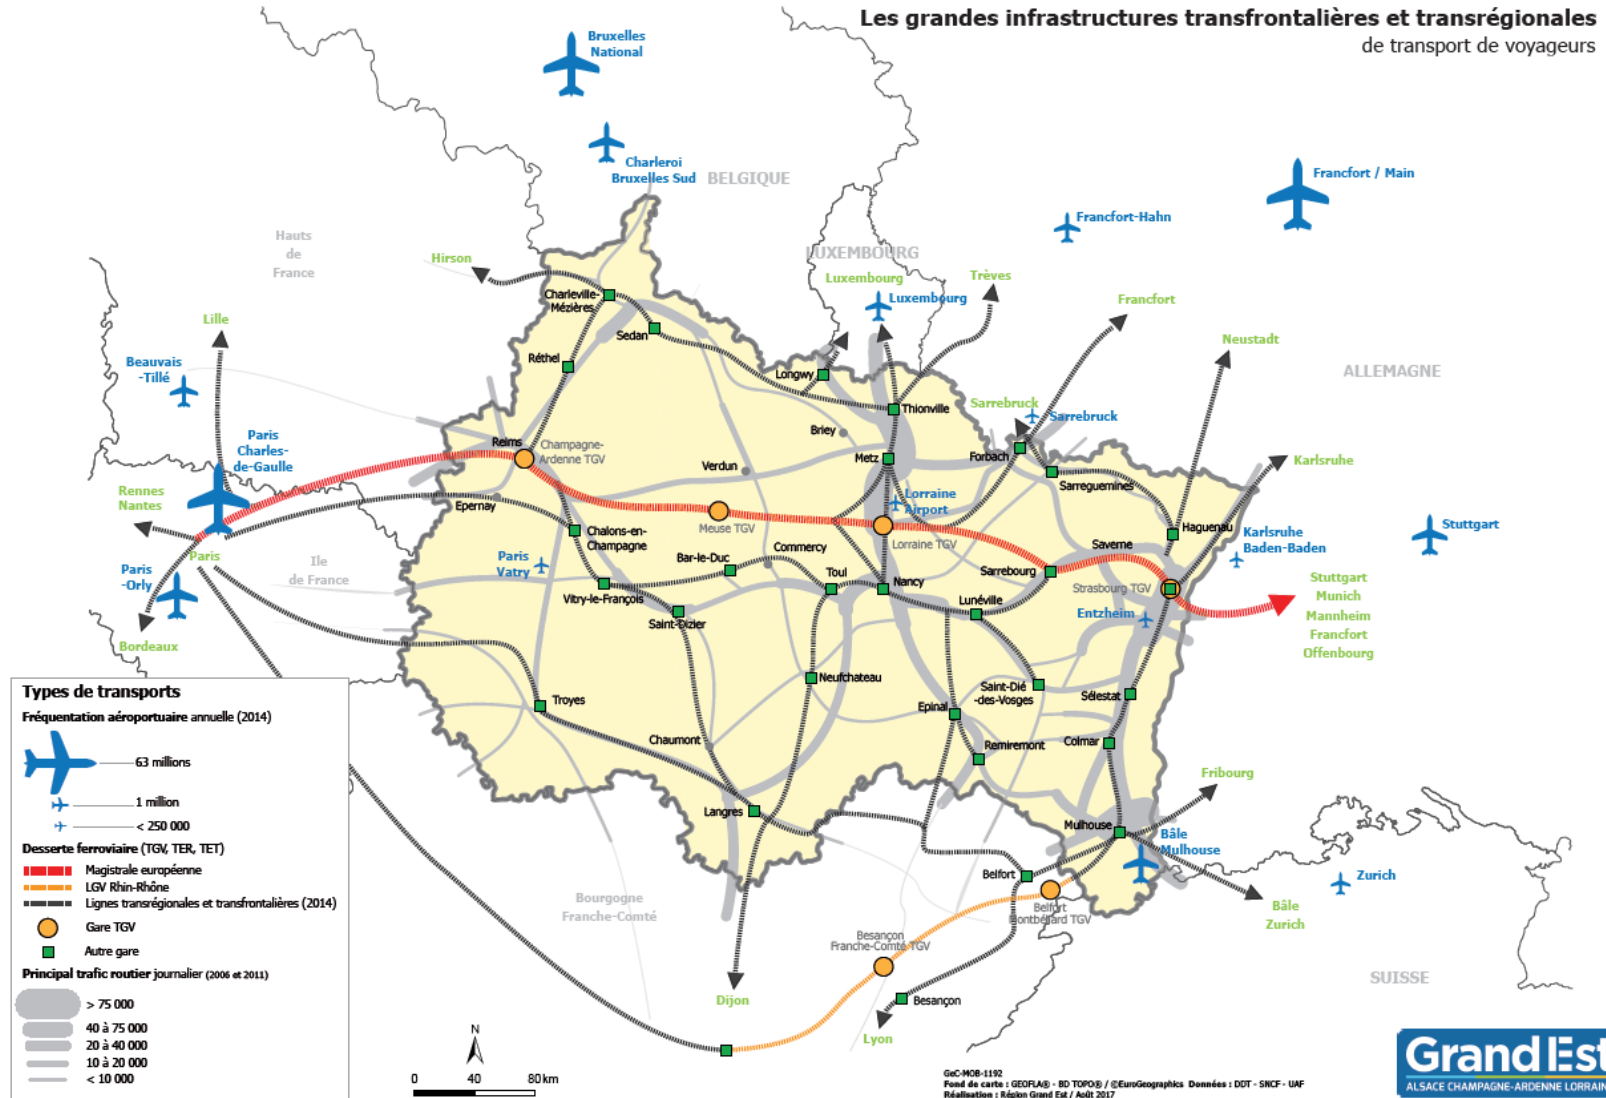 Les grandes infrastructures transfrontalières et transrégionales
de transport de voyageurs
Bruxelles
National
Charleroi
Bruxelles Sud
BELGIQUE
Francfort / Main
Francfort-Hahn
Hauts
de
France
Hirson
LUXEMBOURG
Luxembourg
Luxembourg
Trèves
Francfort
Neustadt
ALLEMAGNE
Lille
Beauvais
-Tillé
Charleville-
Mézières
Sedan
Réthel
Longwy
Thionville
Sarrebruck
Sarrebruck
Briey
Forbach
Metz
Verdun
Sarreguemines
Karlsruhe
Paris
Charles-
de-Gaulle
Reims
Champagne-
Ardenne TGV
Rennes
Nantes
Epernay
Lorraine
Airport
Meuse TGV
Lorraine TGV
Haguenau
Stuttgart
Karlsruhe
Baden-Baden
Saverne
Chalons-en-
Champagne
Commercy
Bar-le-Duc
Paris
Ile
de France
Paris
-Orly
Paris
Vatry
Toul
Nancy
Sarrebourg
Strasbourg TGV
Vitry-le-François
Saint-Dizier
Lunéville
Entzheim
Stuttgart
Munich
Mannheim
Francfort
Offenbourg
Bordeaux
Neufchateau
Saint-Dié
-des-Vosges
Sélestat
Troyes
Epinal
Chaumont
Remiremont
Colmar
Fribourg
Langres
Mulhouse
Bâle
Mulhouse
Belfort
Zurich
Bâle
Zurich
Belfort
Montbéliard TGV
Bourgogne
Franche-Comté
Besançon
Franche-Comté TGV
Besançon
SUISSE
Dijon
Lyon
Types de transports
Fréquentation aéroportuaire annuelle (2014)
63 millions
1 million
< 250 000
Desserte ferroviaire (TGV, TER, TET)
Magistrale européenne
LGV Rhin-Rhône
Lignes transrégionales et transfrontalières (2014)
Gare TGV
Autre gare
Principal trafic routier journalier (2006 et 2011)
> 75 000
40 à 75 000
20 à 40 000
10 à 20 000
< 10 000
N
0 40 80km
GeC-MOB-1192
Fond de carte : GEOFLA® - BD TOPO® / ©EuroGeographics Données : DDT - SNCF - UAF
Réalisation : Région Grand Est / Août 2017
Grand Est
ALSACE CHAMPAGNE-ARDENNE LORRAINE